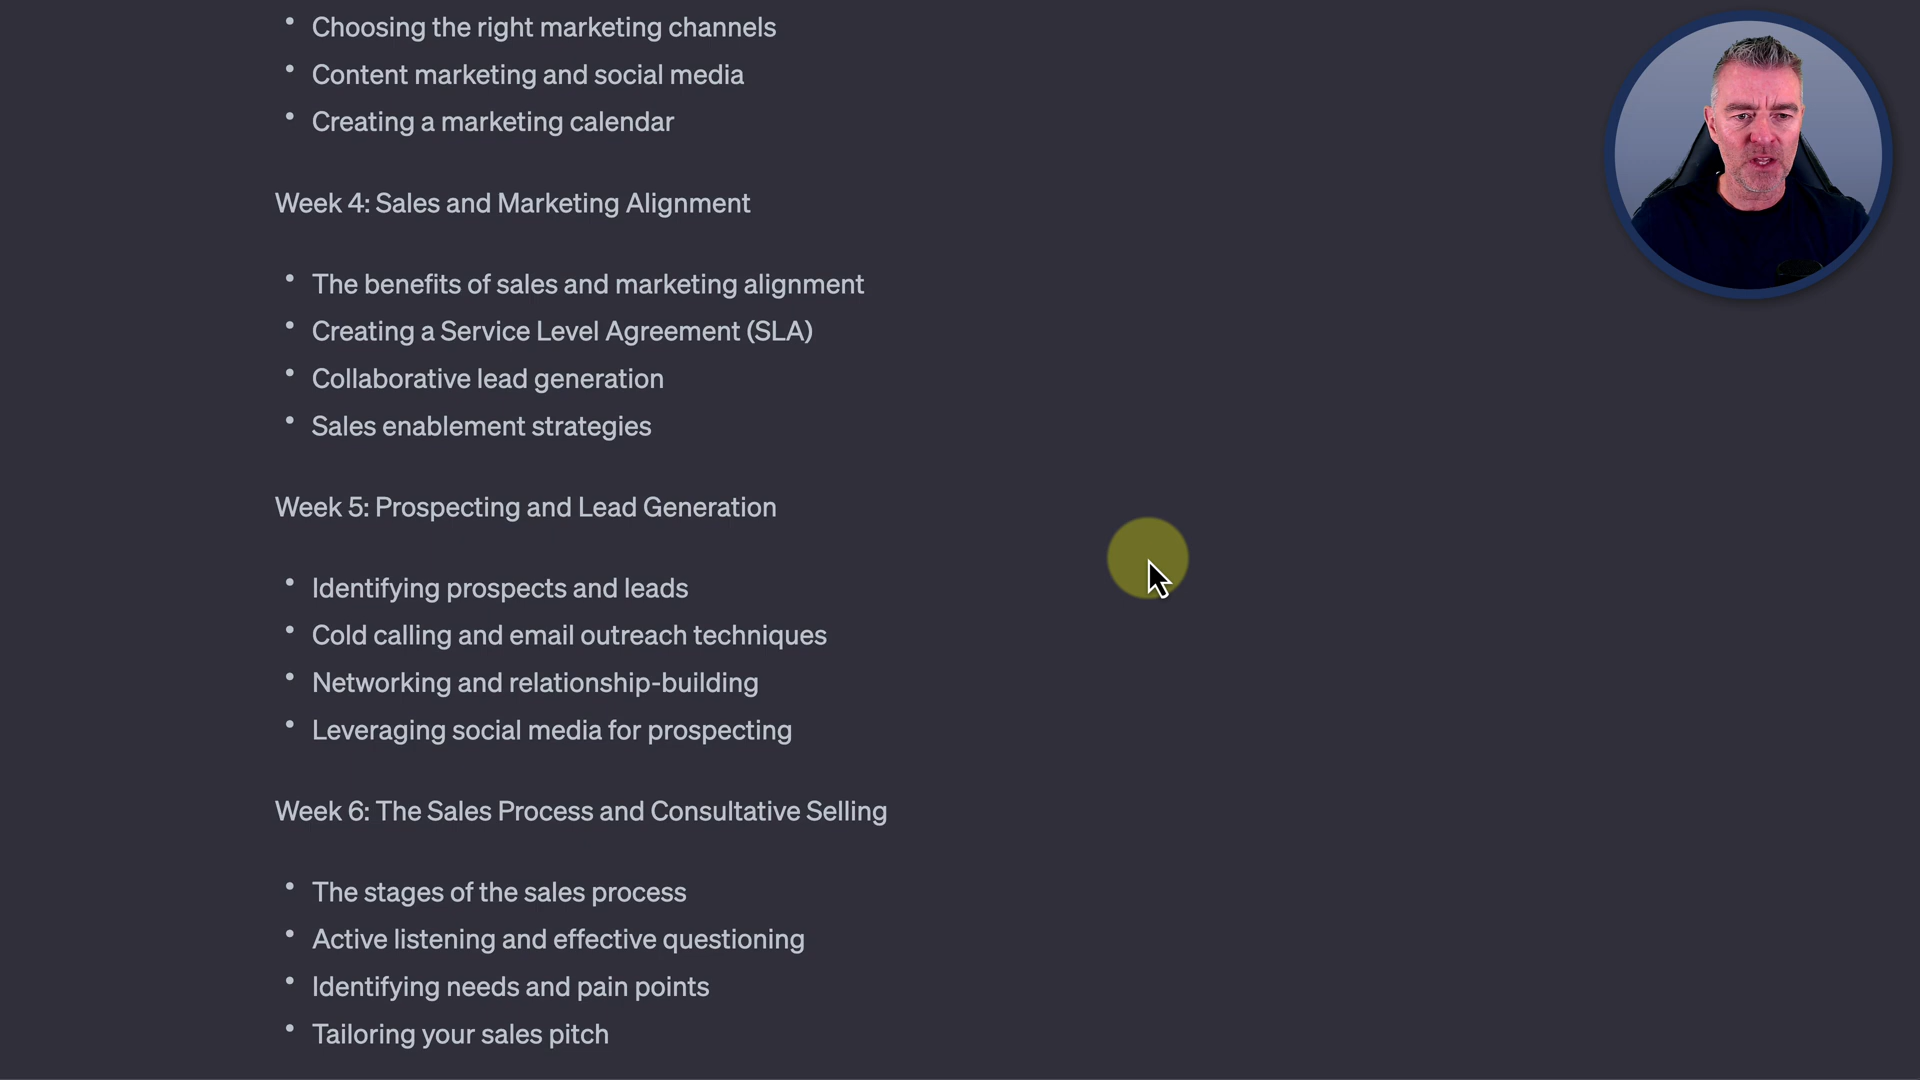 Choosing the right marketing channels
Content marketing and social media
Creating a marketing calendar
Week 4: Sales and Marketing Alignment
The benefits of sales and marketing alignment
Creating a Service Level Agreement (SLA)
Collaborative lead generation
Sales enablement strategies
Week 5: Prospecting and Lead Generation
Identifying prospects and leads
Cold calling and email outreach techniques
Networking and relationship-building
Leveraging social media for prospecting
Week 6: The Sales Process and Consultative Selling
The stages of the sales process
Active listening and effective questioning
Identifying needs and pain points
Tailoring your sales pitch